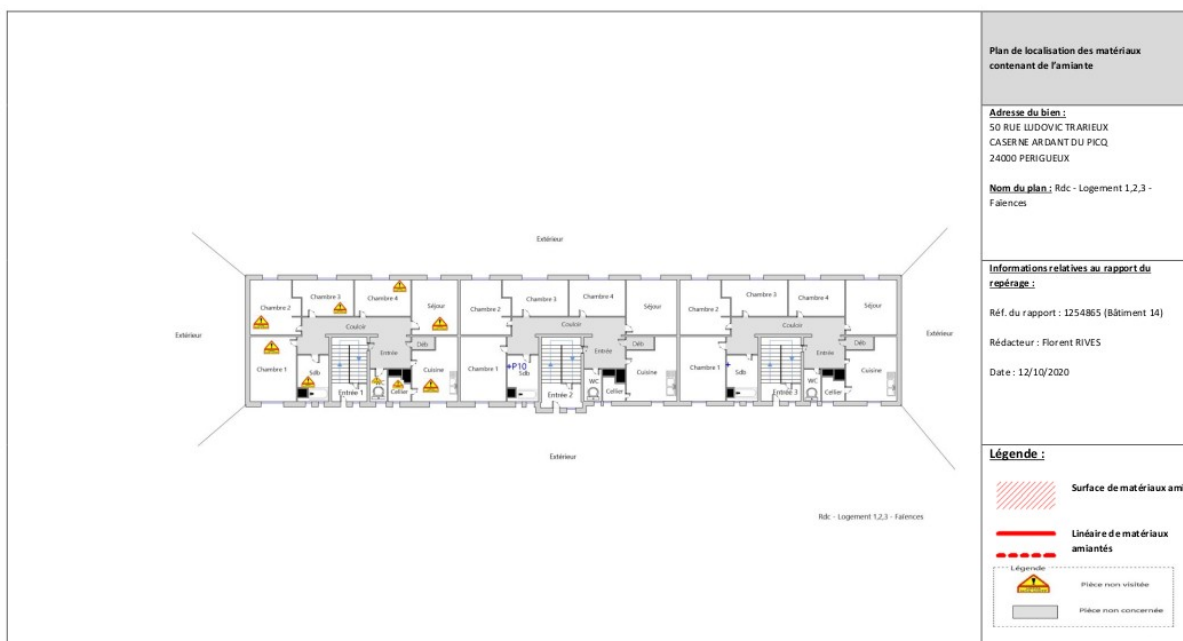 Plan de localisation des matériaux
contenant de l'amiante
Adresse du bien :
50 RUE LUDOVIC TRARIEUX
CASERNE ARDANT DU PICQ
24000 PERIGUEUX
Nom du plan : Rdc - Logement 1,2,3 -
Faïences
Informations relatives au rapport du
repérage :
Réf. du rapport : 1254865 (Bâtiment 14)
Rédacteur : Florent RIVES
Date : 12/10/2020
Légende :
Surface de matériaux ami
Linéaire de matériaux
amiantés
Légende
Pièce non visitée
Pièce non concernée
Extérieur
Extérieur
Extérieur
Extérieur
Chambre 2
Chambre 3
Chambre 4
Séjour
Couloir
Entrée
Déb
Chambre 1
Sdb
Entrée 1
Cellier
Cuisine
Chambre 2
Chambre 3
Chambre 4
Séjour
Couloir
Entrée
Déb
Chambre 1
P10
Sdb
Entrée 2
WC
Cellier
Cuisine
Chambre 2
Chambre 3
Chambre 4
Séjour
Couloir
Entrée
Déb
Chambre 1
Sdb
Entrée 3
WC
Cellier
Cuisine
Rdc - Logement 1,2,3 - Faïences